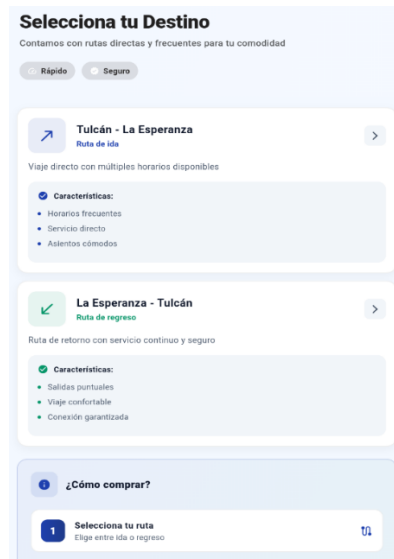 Selecciona tu Destino
Contamos con rutas directas y frecuentes para tu comodidad
Rápido
Seguro
Tulcán - La Esperanza
Ruta de ida
Viaje directo con múltiples horarios disponibles
Características:
Horarios frecuentes
Servicio directo
Asientos cómodos
La Esperanza - Tulcán
Ruta de regreso
Ruta de retorno con servicio continuo y seguro
Características:
Salidas puntuales
Viaje confortable
Conexión garantizada
¿Cómo comprar?
1
Selecciona tu ruta
Elige entre ida o regreso